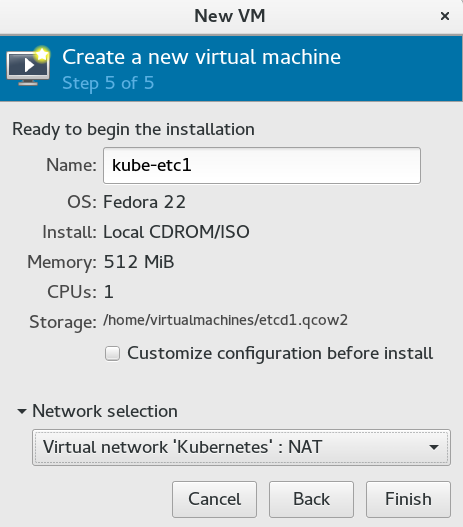 New VM ×
Create a new virtual machine
Step 5 of 5
Ready to begin the installation
Name: kube-etc1
OS: Fedora 22
Install: Local CDROM/ISO
Memory: 512 MiB
CPUs: 1
Storage: /home/virtualmachines/etcd1.qcow2
Customize configuration before install
Network selection
Virtual network 'Kubernetes' : NAT
Cancel Back Finish